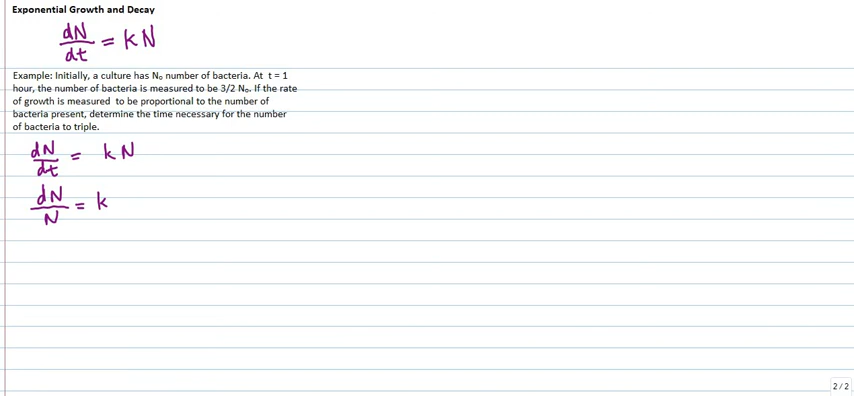 Exponential Growth and Decay
dN/dt = kN
Example: Initially, a culture has N₀ number of bacteria. At t = 1
hour, the number of bacteria is measured to be 3/2 N₀. If the rate
of growth is measured to be proportional to the number of
bacteria present, determine the time necessary for the number
of bacteria to triple.
dN/dt = kN
dN/N = k
2 / 2